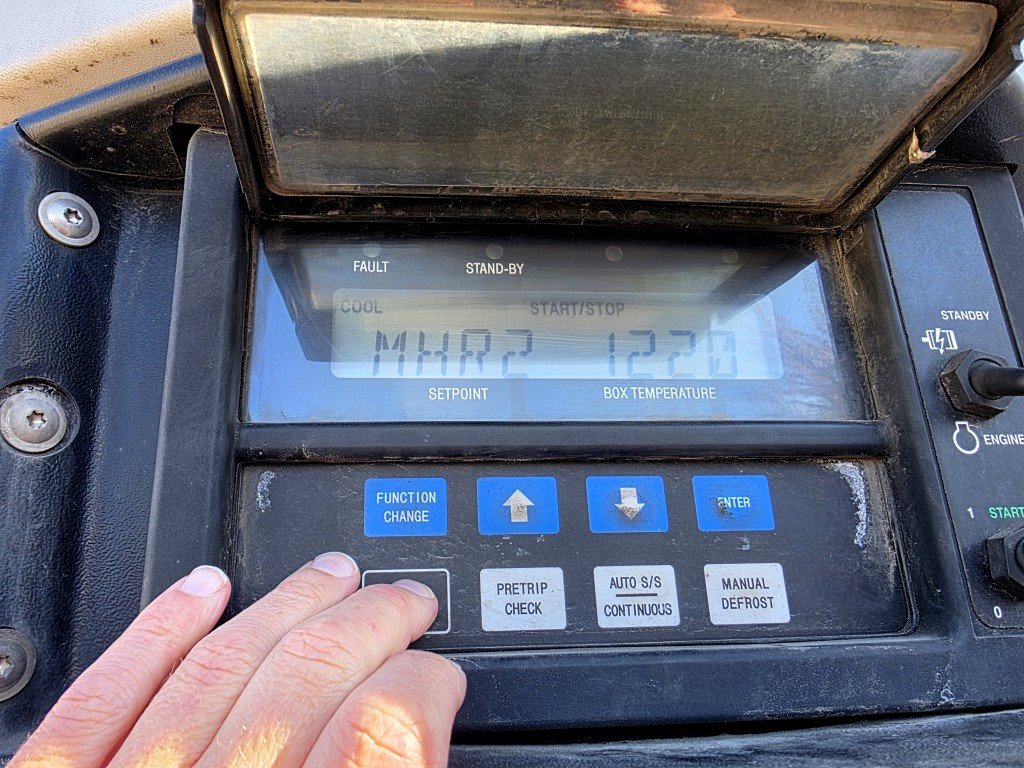 FAULT STAND-BY
COOL START/STOP
MHR2 1220
SETPOINT BOX TEMPERATURE
STANDBY
ENGINE
FUNCTION
CHANGE
ENTER
PRETRIP
CHECK
AUTO S/S
CONTINUOUS
MANUAL
DEFROST
1 START
0